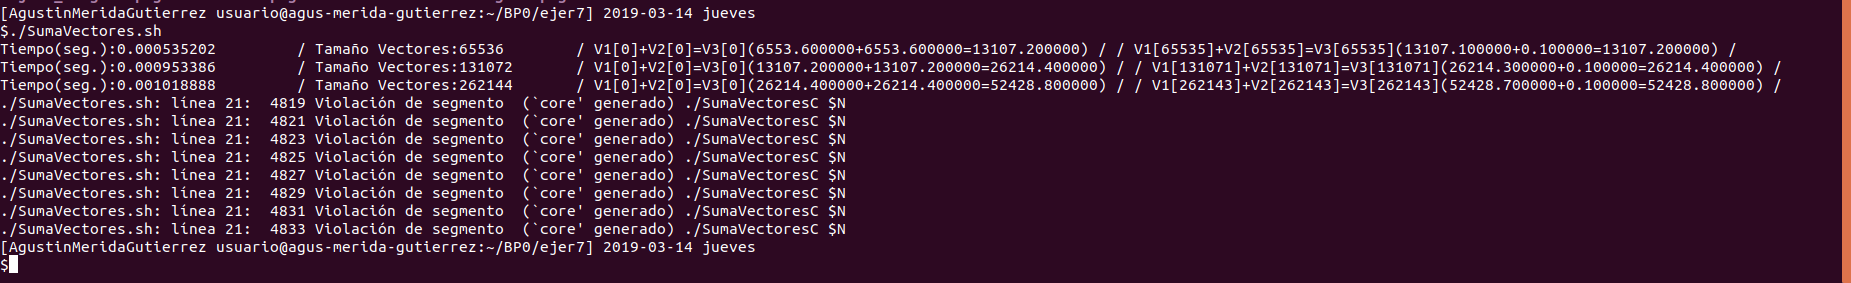 [AgustinMeridaGutierrez usuario@agus-merida-gutierrez:~/BP0/ejer7] 2019-03-14 jueves
$./SumaVectores.sh
Tiempo(seg.):0.000535202 / Tamaño Vectores:65536 / V1[0]+V2[0]=V3[0](6553.600000+6553.600000=13107.200000) / / V1[65535]+V2[65535]=V3[65535](13107.100000+0.100000=13107.200000) /
Tiempo(seg.):0.000953386 / Tamaño Vectores:131072 / V1[0]+V2[0]=V3[0](13107.200000+13107.200000=26214.400000) / / V1[131071]+V2[131071]=V3[131071](26214.300000+0.100000=26214.400000) /
Tiempo(seg.):0.001018888 / Tamaño Vectores:262144 / V1[0]+V2[0]=V3[0](26214.400000+26214.400000=52428.800000) / / V1[262143]+V2[262143]=V3[262143](52428.700000+0.100000=52428.800000) /
./SumaVectores.sh: línea 21: 4819 Violación de segmento (`core' generado) ./SumaVectoresC $N
./SumaVectores.sh: línea 21: 4821 Violación de segmento (`core' generado) ./SumaVectoresC $N
./SumaVectores.sh: línea 21: 4823 Violación de segmento (`core' generado) ./SumaVectoresC $N
./SumaVectores.sh: línea 21: 4825 Violación de segmento (`core' generado) ./SumaVectoresC $N
./SumaVectores.sh: línea 21: 4827 Violación de segmento (`core' generado) ./SumaVectoresC $N
./SumaVectores.sh: línea 21: 4829 Violación de segmento (`core' generado) ./SumaVectoresC $N
./SumaVectores.sh: línea 21: 4831 Violación de segmento (`core' generado) ./SumaVectoresC $N
./SumaVectores.sh: línea 21: 4833 Violación de segmento (`core' generado) ./SumaVectoresC $N
[AgustinMeridaGutierrez usuario@agus-merida-gutierrez:~/BP0/ejer7] 2019-03-14 jueves
$